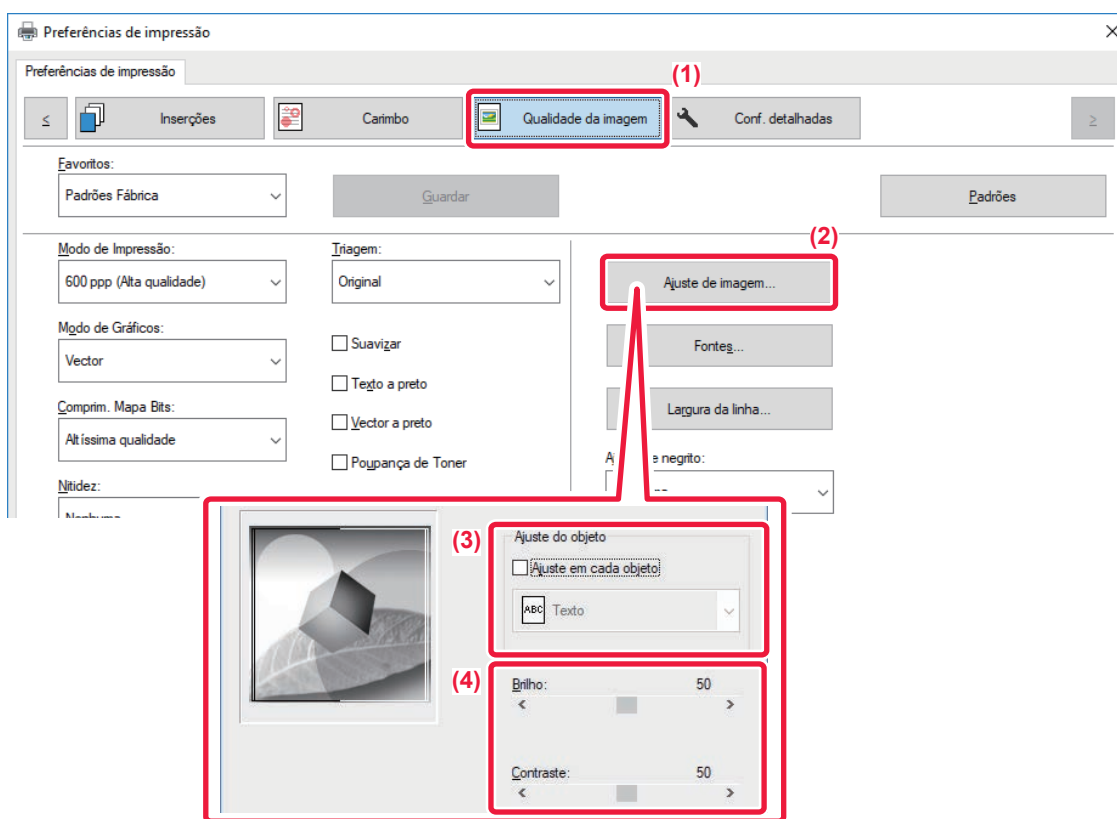 Preferências de impressão
Preferências de impressão
(1)
Inserções
Carimbo
Qualidade da imagem
Conf. detalhadas
Favoritos:
Padrões Fábrica
Guardar
Padrões
(2)
Modo de Impressão:
600 ppp (Alta qualidade)
Triagem:
Original
Ajuste de imagem...
Modo de Gráficos:
Vector
Suavizar
Fontes...
Texto a preto
Comprim. Mapa Bits:
Altíssima qualidade
Vector a preto
Largura da linha...
Poupança de Toner
negrito:
Nitidez:
Nenhuma
(3)
Ajuste do objeto
Ajuste em cada objeto
ABC Texto
(4)
Brilho: 50
< >
Contraste: 50
< >